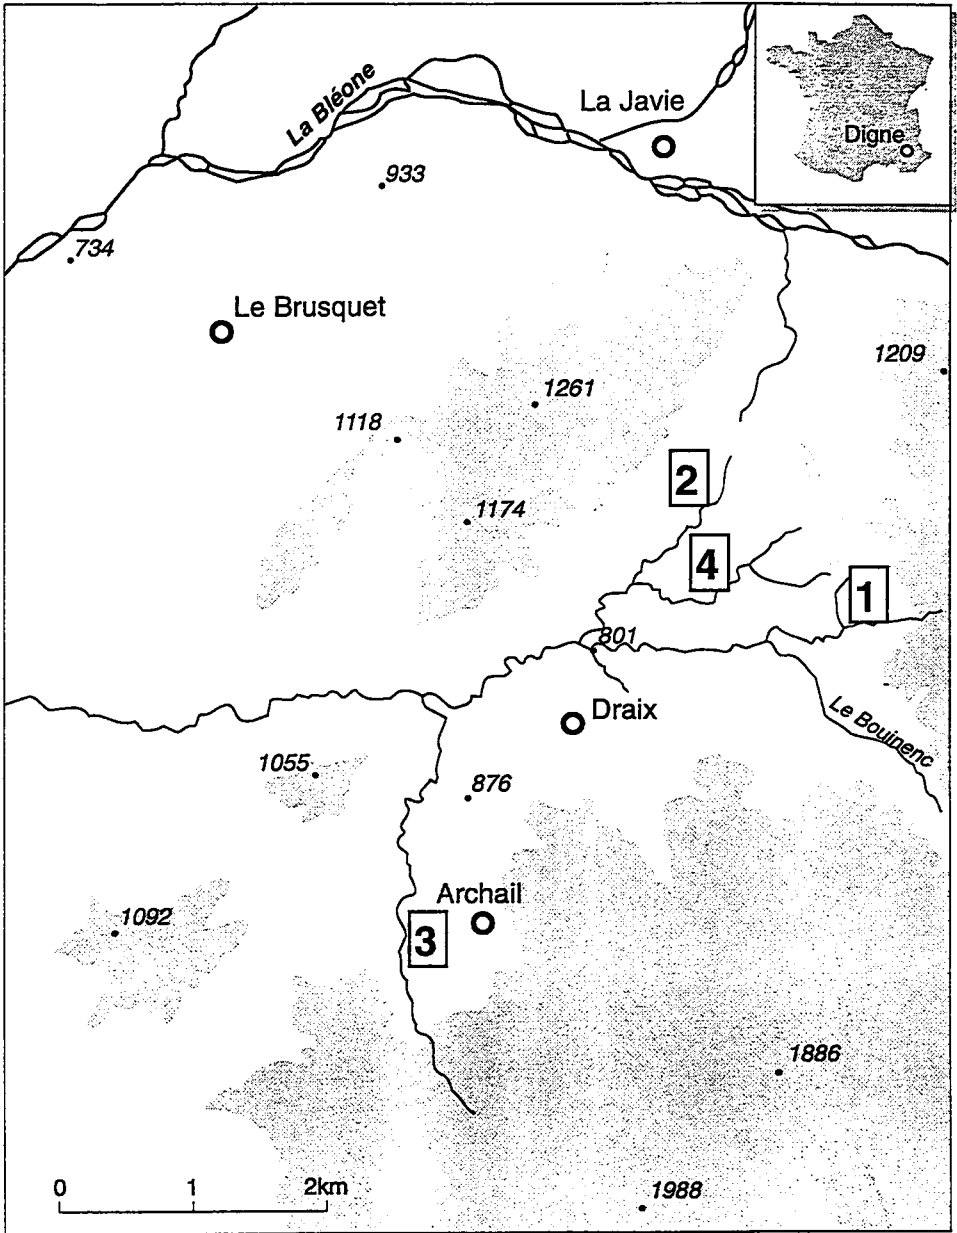 La Bléone
La Javie
Digne
933
734
Le Brusquet
1209
1261
1118
2
1174
4
1
801
Draix
Le Bouinenc
1055
876
Archail
1092
3
1886
0 1 2km
1988